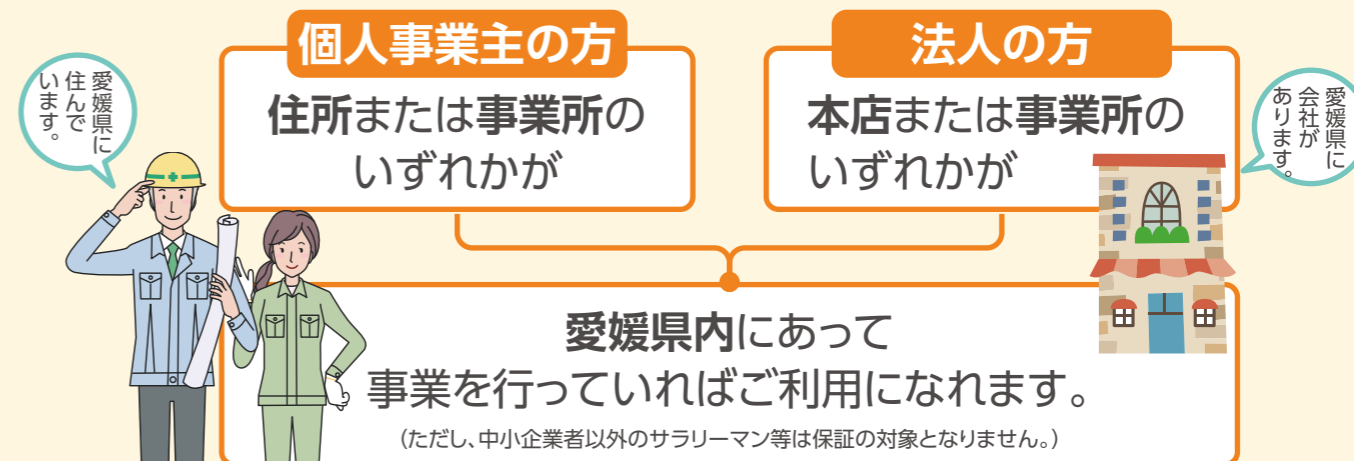 愛媛県に
住んで
います。
個人事業主の方
住所または事業所の
いずれかが
法人の方
本店または事業所の
いずれかが
愛媛県に
会社が
あります。
愛媛県内にあって
事業を行っていればご利用になれます。
(ただし、中小企業者以外のサラリーマン等は保証の対象となりません。)